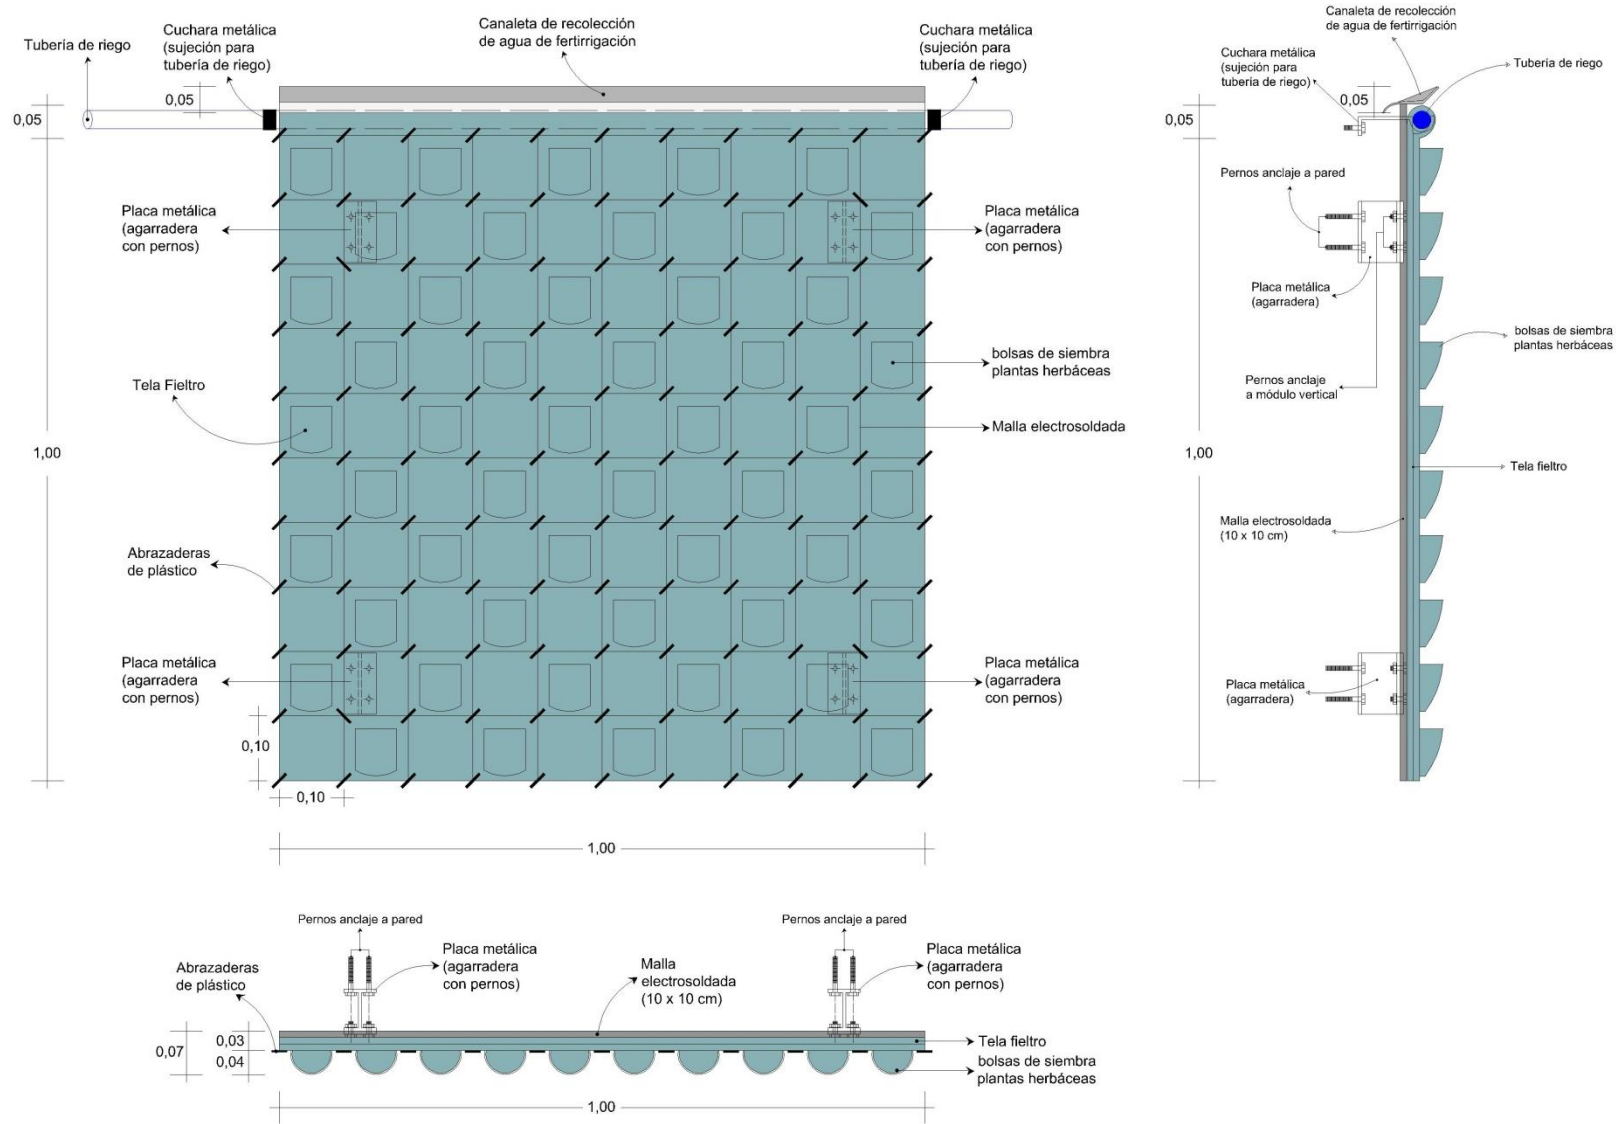 Tubería de riego
Cuchara metálica
(sujeción para
tubería de riego)
Canaleta de recolección
de agua de fertirrigación
Cuchara metálica
(sujeción para
tubería de riego)
0,05
0,05
Placa metálica
(agarradera
con pernos)
Placa metálica
(agarradera
con pernos)
Tela Fieltro
bolsas de siembra
plantas herbáceas
Malla electrosoldada
1,00
Abrazaderas
de plástico
Placa metálica
(agarradera
con pernos)
Placa metálica
(agarradera
con pernos)
0,10
0,10
1,00
Canaleta de recolección
de agua de fertirrigación
Cuchara metálica
(sujeción para
tubería de riego)
Tubería de riego
0,05
0,05
Pernos anclaje a pared
Placa metálica
(agarradera)
bolsas de siembra
plantas herbáceas
Pernos anclaje
a módulo vertical
1,00
Tela fieltro
Malla electrosoldada
(10 x 10 cm)
Placa metálica
(agarradera)
Pernos anclaje a pared
Pernos anclaje a pared
Abrazaderas
de plástico
Placa metálica
(agarradera
con pernos)
Malla
electrosoldada
(10 x 10 cm)
Placa metálica
(agarradera
con pernos)
0,07
0,03
0,04
Tela fieltro
bolsas de siembra
plantas herbáceas
1,00